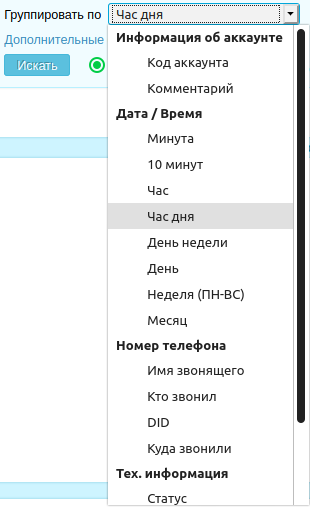 Группировать по Час дня
Дополнительные
Искать
Информация об аккаунте
Код аккаунта
Комментарий
Дата / Время
Минута
10 минут
Час
Час дня
День недели
День
Неделя (ПН-ВС)
Месяц
Номер телефона
Имя звонящего
Кто звонил
DID
Куда звонили
Тех. информация
Статус